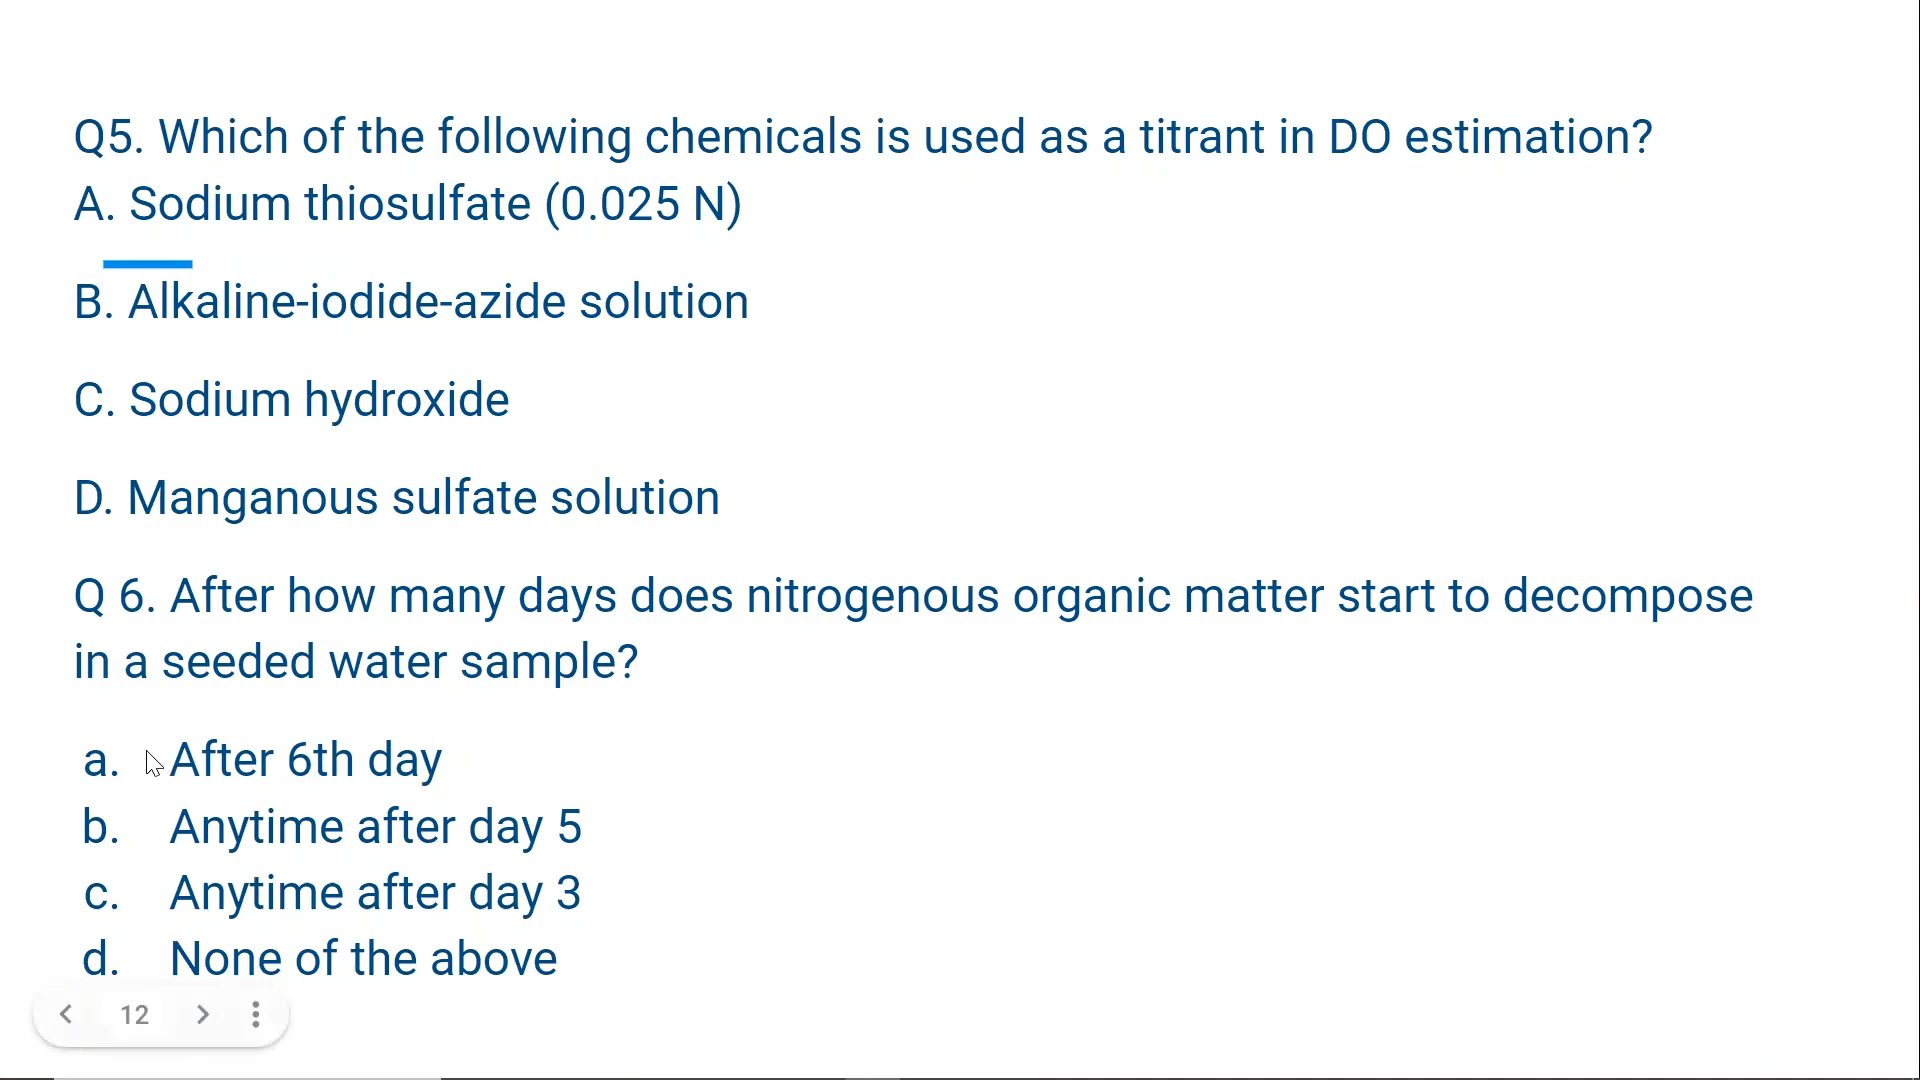 Q5. Which of the following chemicals is used as a titrant in DO estimation?
A. Sodium thiosulfate (0.025 N)
B. Alkaline-iodide-azide solution
C. Sodium hydroxide
D. Manganous sulfate solution
Q 6. After how many days does nitrogenous organic matter start to decompose
in a seeded water sample?
a. After 6th day
b. Anytime after day 5
c. Anytime after day 3
d. None of the above
12